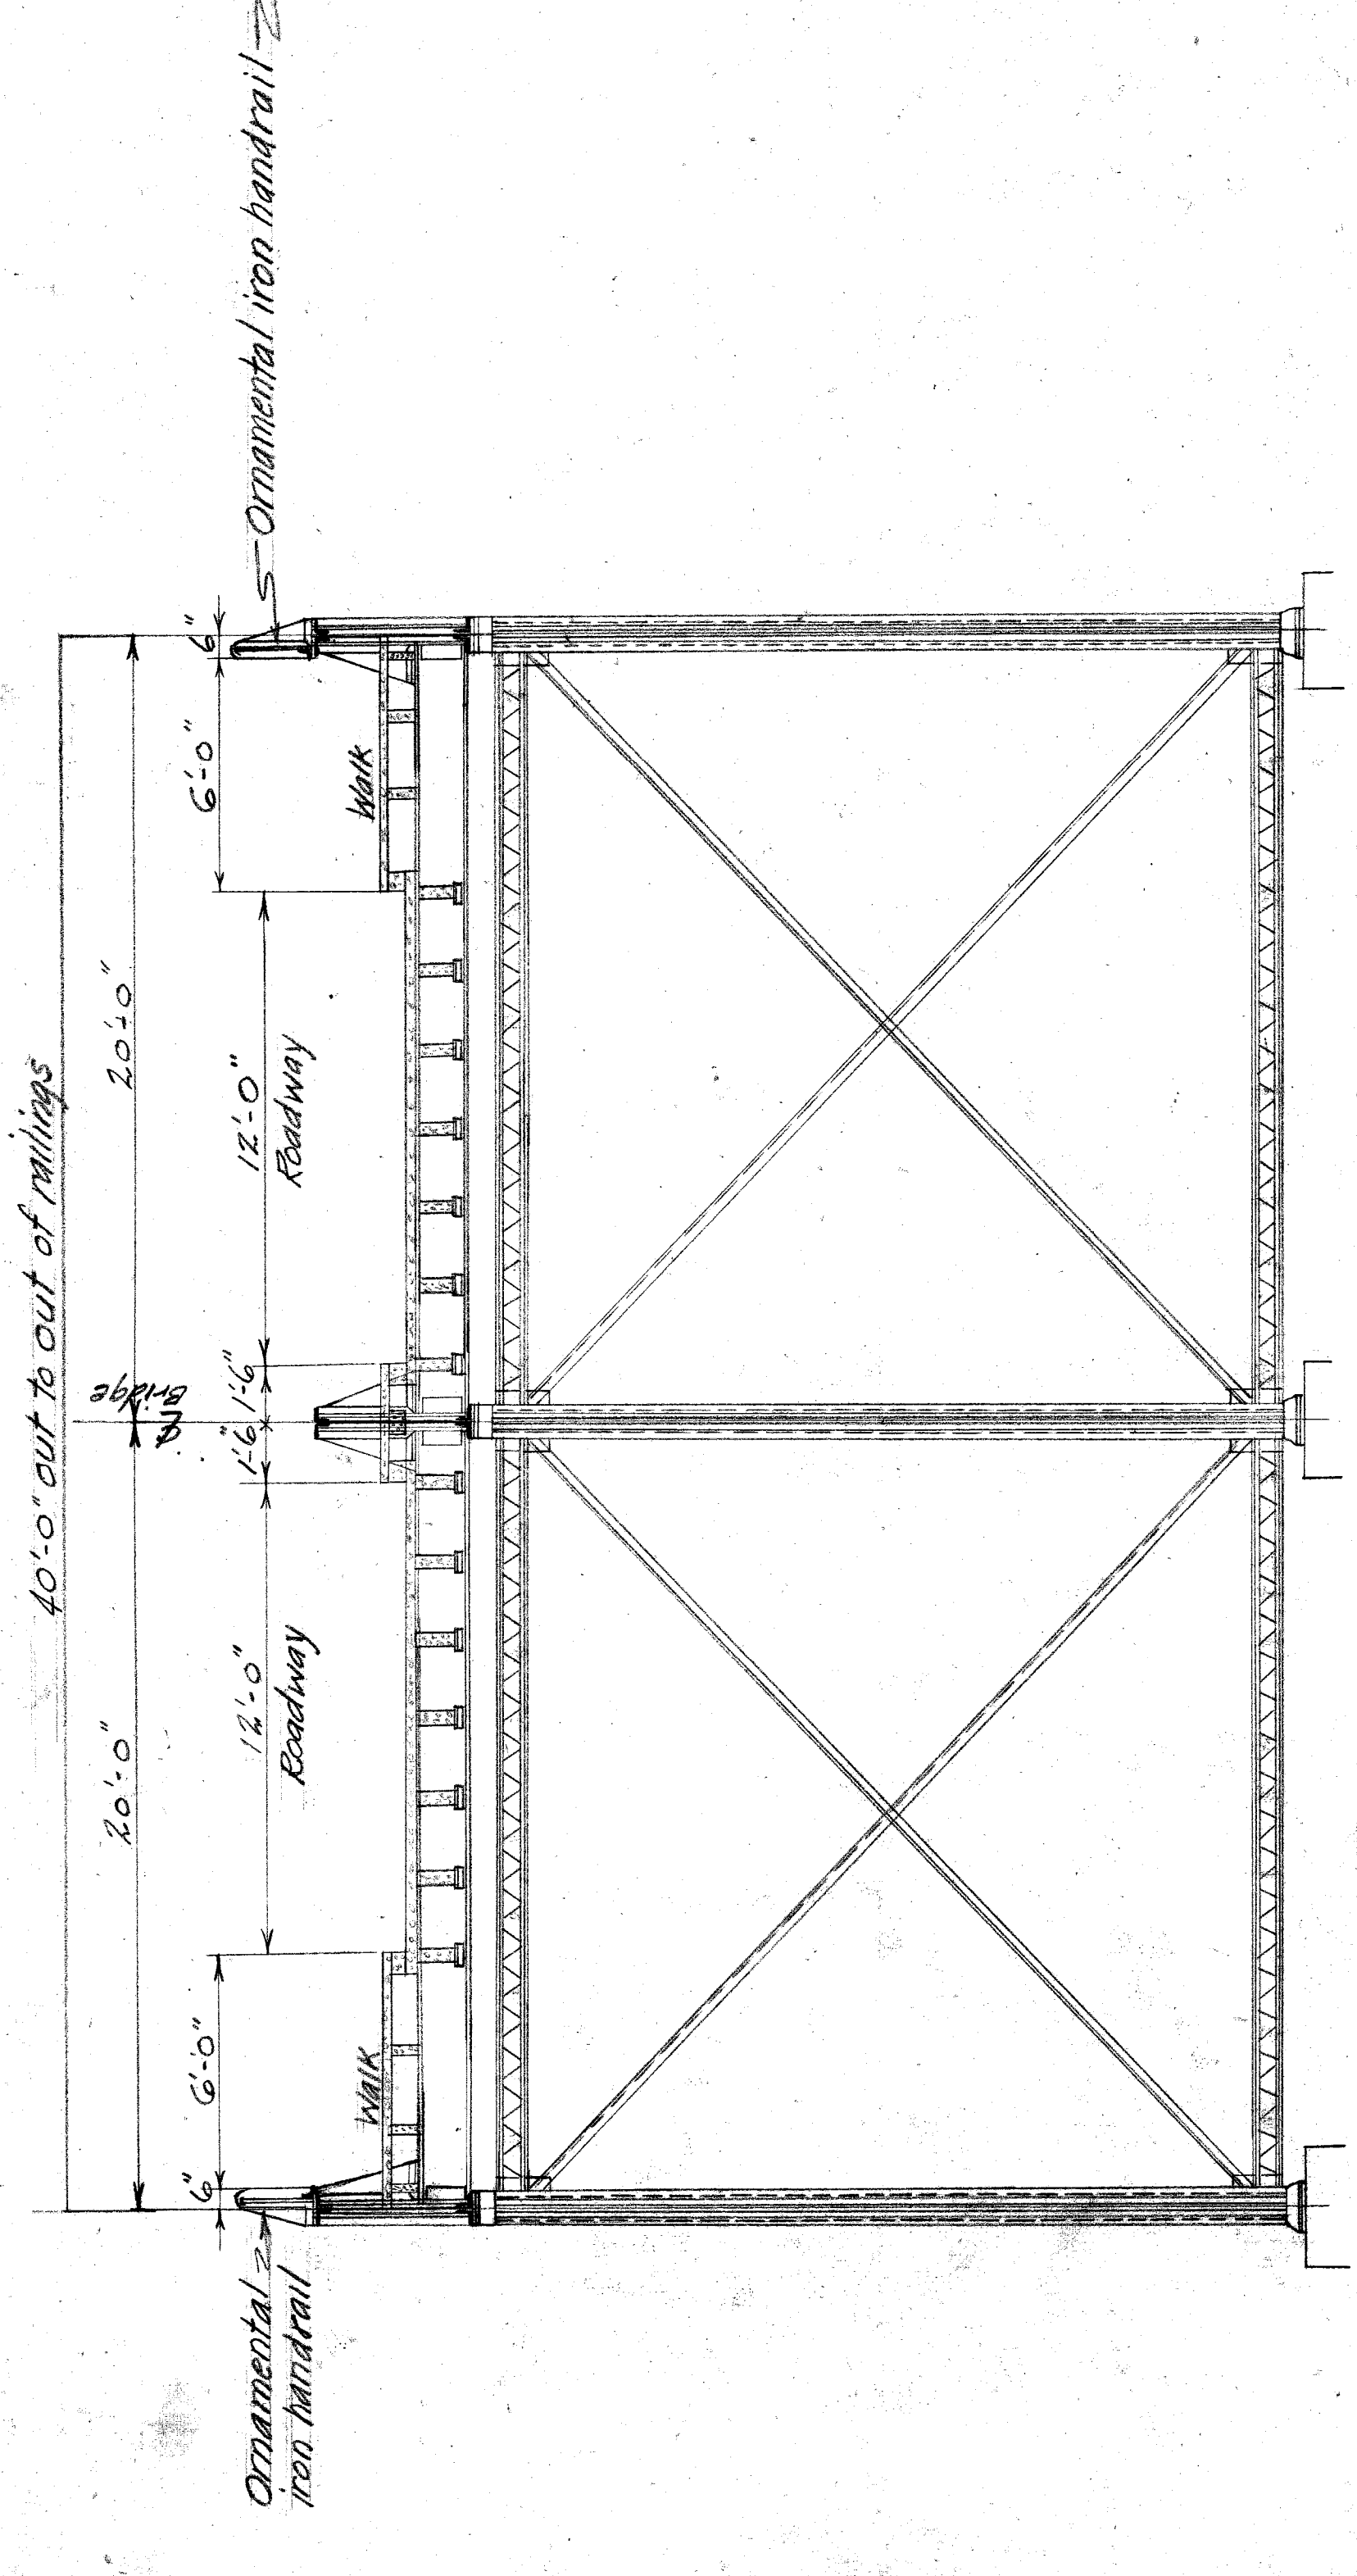 40'-0" out to out of railings
20'-0"
20'-0"
℄
Bridge
6"
6'-0"
12'-0"
1'-6"
1'-6"
12'-0"
6'-0"
6"
Ornamental
iron handrail
Walk
Roadway
Roadway
Walk
Ornamental iron handrail